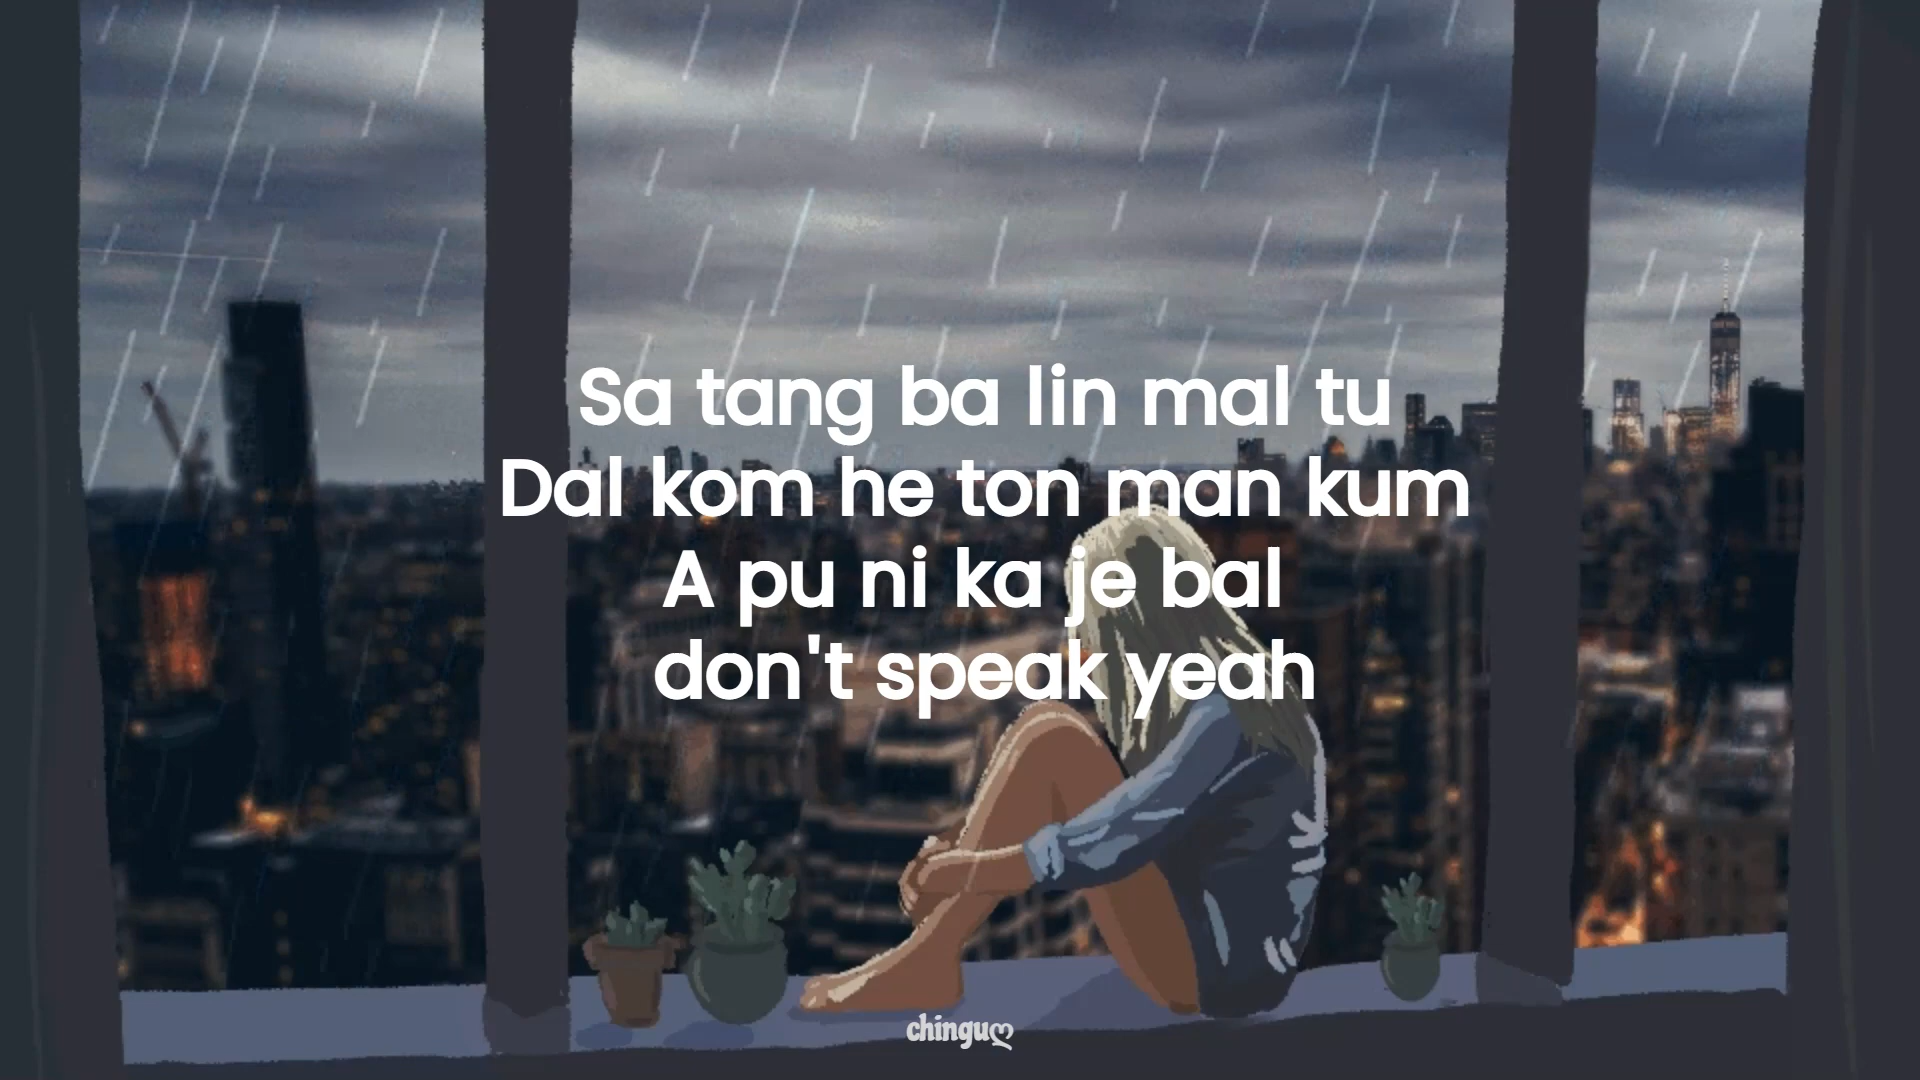 Sa tang ba lin mal tu
Dal kom he ton man kum
A pu ni ka je bal
don't speak yeah
chingu